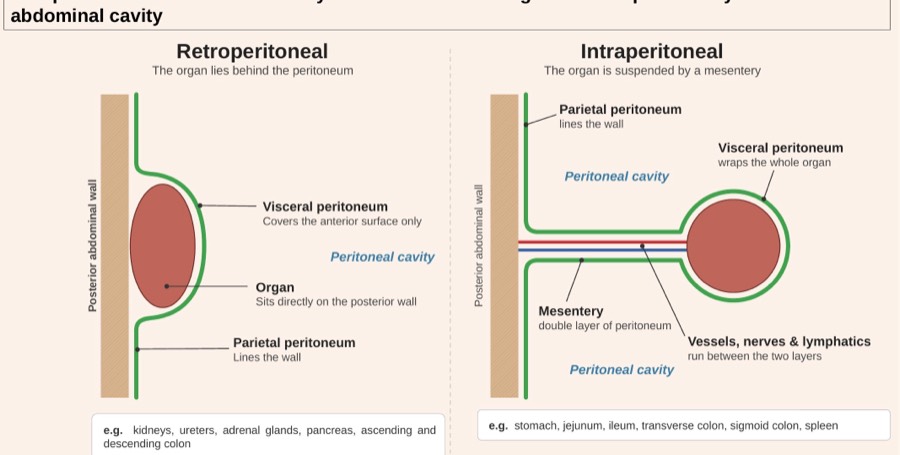 abdominal cavity
Retroperitoneal
The organ lies behind the peritoneum
Posterior abdominal wall
Visceral peritoneum
Covers the anterior surface only
Peritoneal cavity
Organ
Sits directly on the posterior wall
Parietal peritoneum
Lines the wall
e.g. kidneys, ureters, adrenal glands, pancreas, ascending and
descending colon
Intraperitoneal
The organ is suspended by a mesentery
Parietal peritoneum
lines the wall
Visceral peritoneum
wraps the whole organ
Peritoneal cavity
Posterior abdominal wall
Mesentery
double layer of peritoneum
Vessels, nerves & lymphatics
run between the two layers
Peritoneal cavity
e.g. stomach, jejunum, ileum, transverse colon, sigmoid colon, spleen